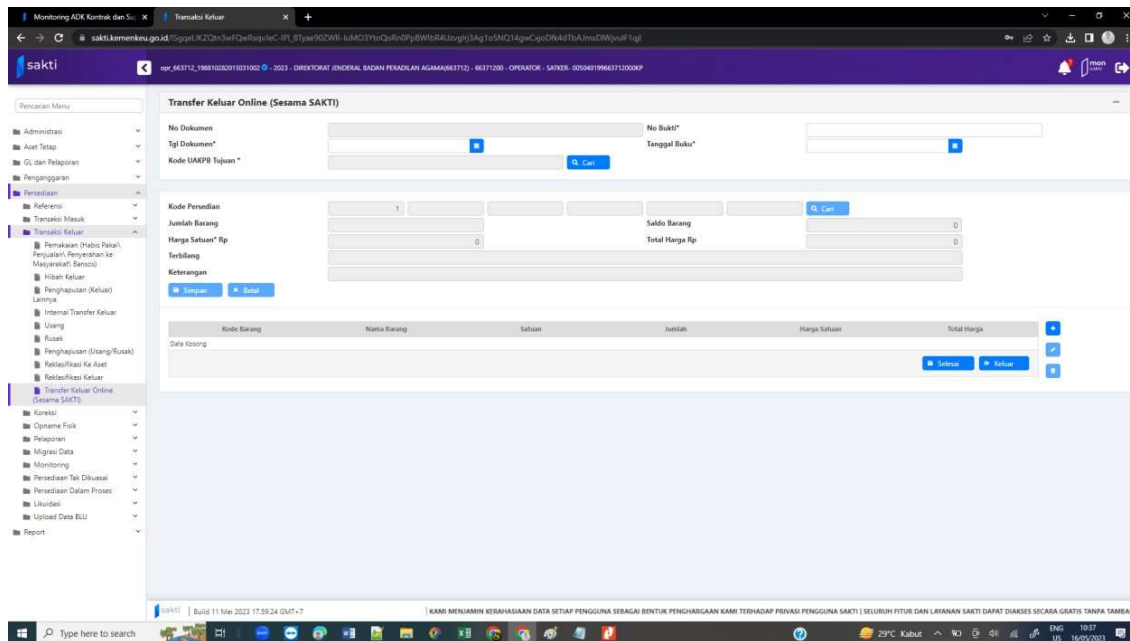 Monitoring ADK Kontrak dan Su
Transaksi Keluar
sakti.kemenkeu.go.id
sakti
opr_663712_198810282015031002 - 2023 - DIREKTORAT JENDERAL BADAN PERADILAN AGAMA(663712) - 66371200 - OPERATOR - SATKER- 005040199663712000KP
mon
sakti
Pencarian Menu
Administrasi
Aset Tetap
GL dan Pelaporan
Penganggaran
Persediaan
Referensi
Transaksi Masuk
Transaksi Keluar
Pemakaian (Habis Pakai\
Penjualan\ Penyerahan ke
Masyarakat\ Bansos)
Hibah Keluar
Penghapusan (Keluar)
Lainnya
Internal Transfer Keluar
Usang
Rusak
Penghapusan (Usang/Rusak)
Reklasifikasi Ke Aset
Reklasifikasi Keluar
Transfer Keluar Online
(Sesama SAKTI)
Koreksi
Opname Fisik
Pelaporan
Migrasi Data
Monitoring
Persediaan Tak Dikuasai
Persediaan Dalam Proses
Likuidasi
Upload Data BLU
Report
Transfer Keluar Online (Sesama SAKTI)
No Dokumen
No Bukti*
Tgl Dokumen*
Tanggal Buku*
Kode UAKPB Tujuan *
Cari
Kode Persedian
1
Cari
Jumlah Barang
Saldo Barang
0
Harga Satuan* Rp
0
Total Harga Rp
0
Terbilang
Keterangan
Simpan
Batal
Kode Barang Nama Barang Satuan Jumlah Harga Satuan Total Harga
Data Kosong
Selesai
Keluar
sakti | Build 11 Mei 2023 17.59.24 GMT+7
KAMI MENJAMIN KERAHASIAAN DATA SETIAP PENGGUNA SEBAGAI BENTUK PENGHARGAAN KAMI TERHADAP PRIVASI PENGGUNA SAKTI | SELURUH FITUR DAN LAYANAN SAKTI DAPAT DIAKSES SECARA GRATIS TANPA TAMBA
Type here to search
29°C Kabut
ENG
US
10:37
16/05/2023